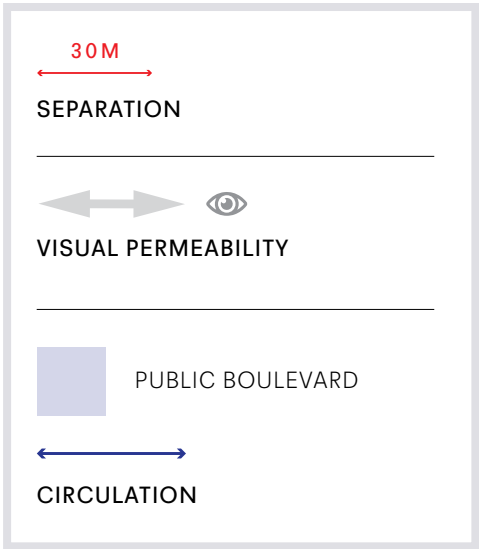 30M
SEPARATION
VISUAL PERMEABILITY
PUBLIC BOULEVARD
CIRCULATION